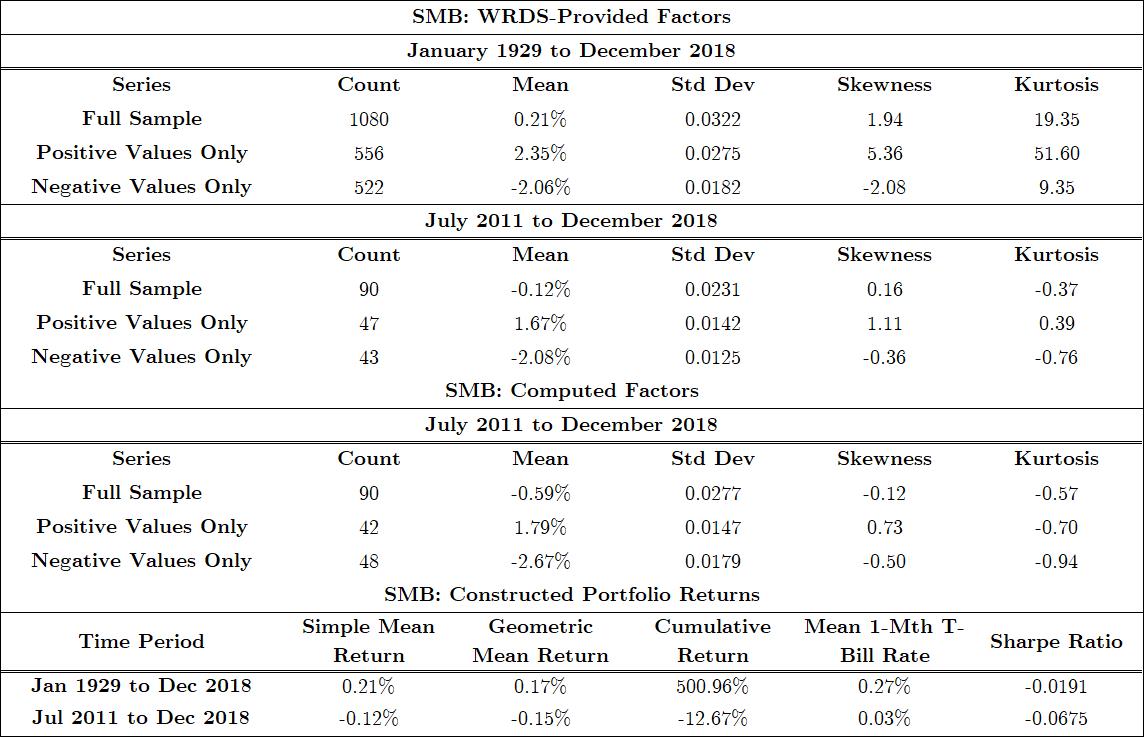 SMB: WRDS-Provided Factors
January 1929 to December 2018
Series Count Mean Std Dev Skewness Kurtosis
Full Sample 1080 0.21% 0.0322 1.94 19.35
Positive Values Only 556 2.35% 0.0275 5.36 51.60
Negative Values Only 522 -2.06% 0.0182 -2.08 9.35
July 2011 to December 2018
Series Count Mean Std Dev Skewness Kurtosis
Full Sample 90 -0.12% 0.0231 0.16 -0.37
Positive Values Only 47 1.67% 0.0142 1.11 0.39
Negative Values Only 43 -2.08% 0.0125 -0.36 -0.76
SMB: Computed Factors
July 2011 to December 2018
Series Count Mean Std Dev Skewness Kurtosis
Full Sample 90 -0.59% 0.0277 -0.12 -0.57
Positive Values Only 42 1.79% 0.0147 0.73 -0.70
Negative Values Only 48 -2.67% 0.0179 -0.50 -0.94
SMB: Constructed Portfolio Returns
Time Period Simple Mean Return Geometric Mean Return Cumulative Return Mean 1-Mth T-Bill Rate Sharpe Ratio
Jan 1929 to Dec 2018 0.21% 0.17% 500.96% 0.27% -0.0191
Jul 2011 to Dec 2018 -0.12% -0.15% -12.67% 0.03% -0.0675